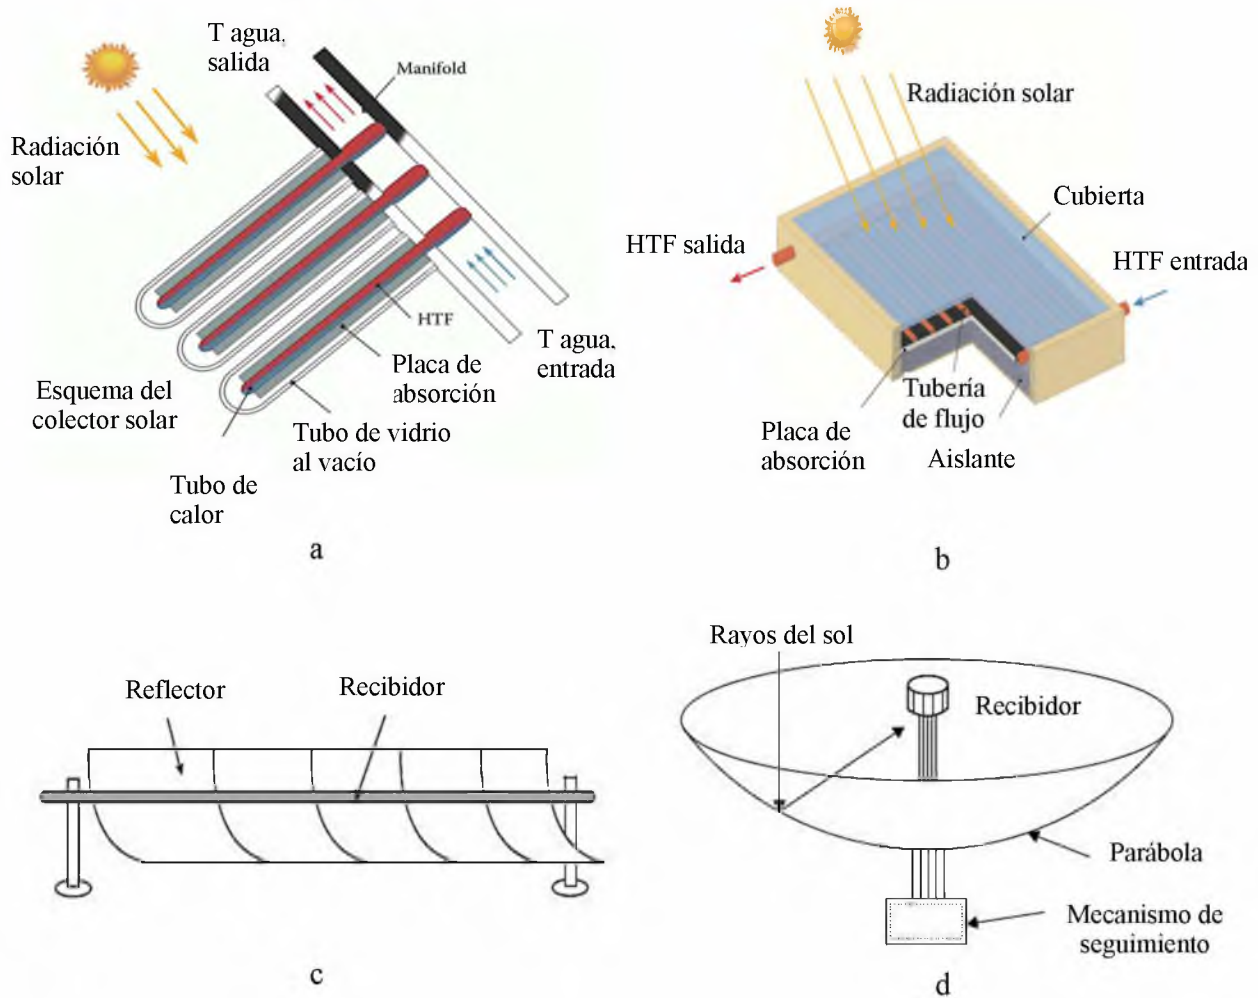 T agua,
salida
Manifold
Radiación
solar
HTF
T agua,
entrada
Placa de
absorción
Esquema del
colector solar
Tubo de vidrio
al vacío
Tubo de
calor
a
Radiación solar
Cubierta
HTF salida
HTF entrada
Tubería
de flujo
Placa de
absorción
Aislante
b
Reflector
Recibidor
c
Rayos del sol
Recibidor
Parábola
Mecanismo de
seguimiento
d